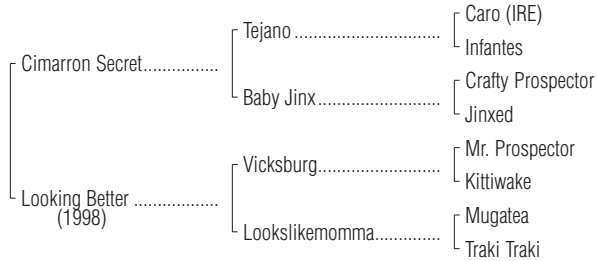 Caro (IRE)
Tejano ..............................
Infantes
Cimarron Secret................
Crafty Prospector
Baby Jinx.........................
Jinxed
Mr. Prospector
Vicksburg.........................
Kittiwake
Looking Better ..................
(1998)
Mugatea
Lookslikemomma.............
Traki Traki